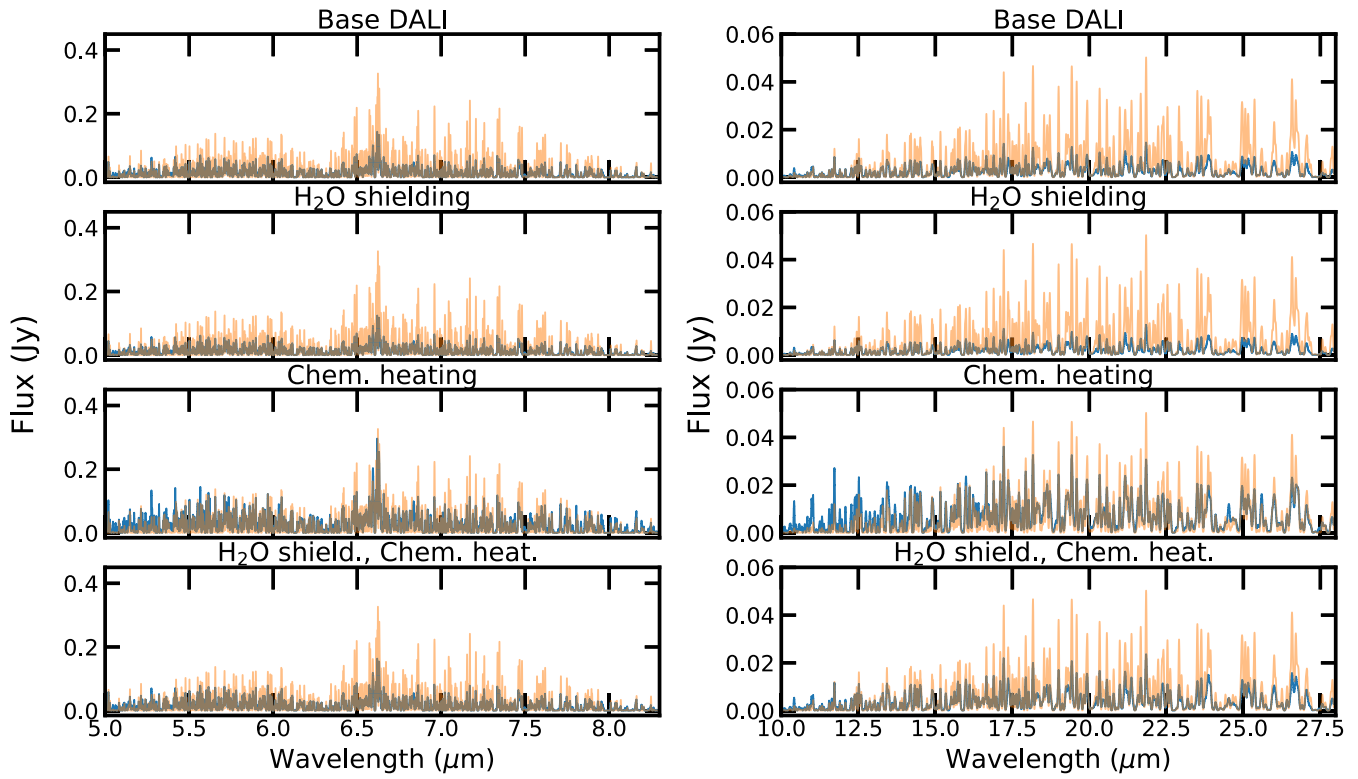 Base DALI
0.4
0.2
0.0
H₂O shielding
0.4
0.2
0.0
Chem. heating
0.4
0.2
0.0
H₂O shield., Chem. heat.
0.4
0.2
0.0
5.0 5.5 6.0 6.5 7.0 7.5 8.0
Wavelength (μm)
Flux (Jy)
Base DALI
0.06
0.04
0.02
0.00
H₂O shielding
0.06
0.04
0.02
0.00
Chem. heating
0.06
0.04
0.02
0.00
H₂O shield., Chem. heat.
0.06
0.04
0.02
0.00
10.0 12.5 15.0 17.5 20.0 22.5 25.0 27.5
Wavelength (μm)
Flux (Jy)